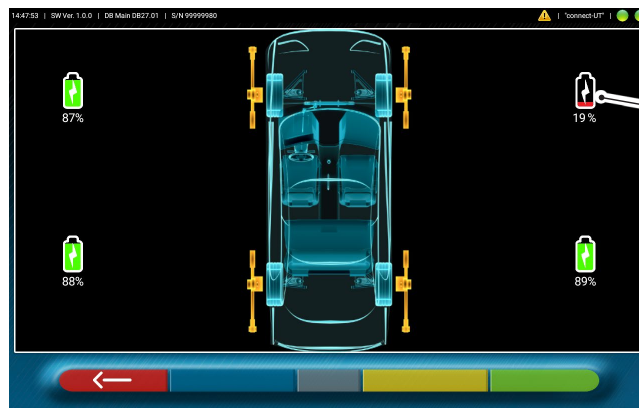 14:47:53 | SW Ver. 1.0.0 | DB Main DB27.01 | S/N 99999980 | "connect-UT" |
87%
19 %
88%
89%